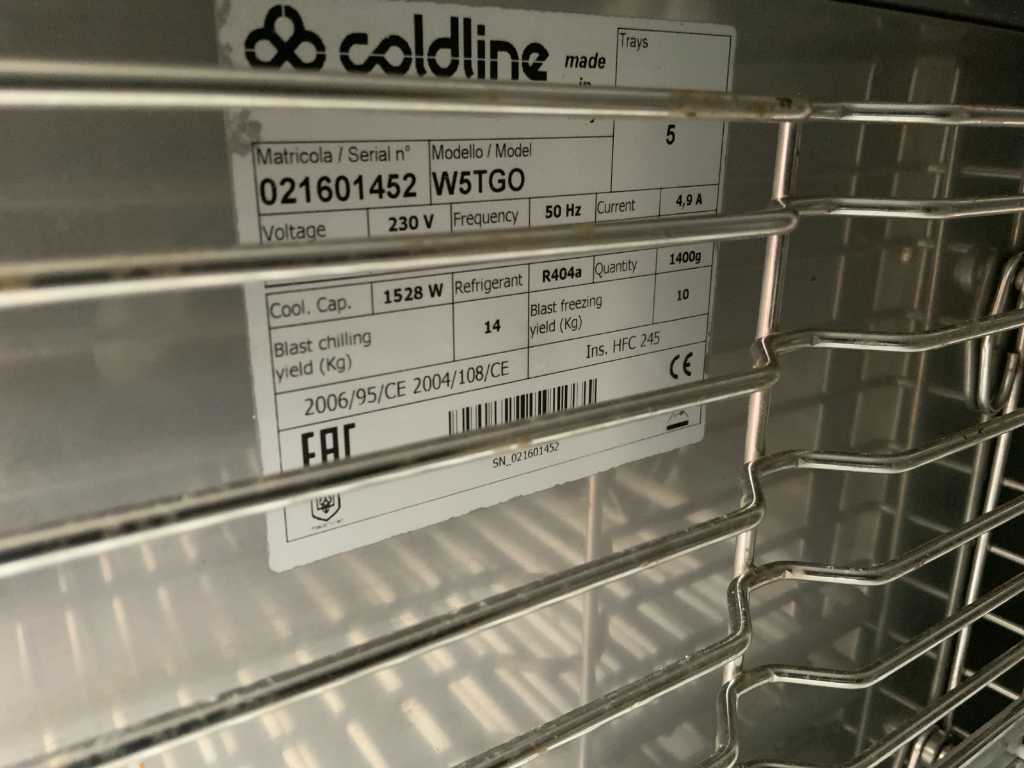 coldline made
in
Trays
5
Matricola / Serial n° Modello / Model
021601452 W5TGO
Voltage 230 V Frequency 50 Hz Current 4,9 A
Cool. Cap. 1528 W Refrigerant R404a Quantity 1400g
Blast chilling
yield (Kg) 14 Blast freezing
yield (Kg) 10
2006/95/CE 2004/108/CE Ins. HFC 245
CE
EAC
SN_021601452